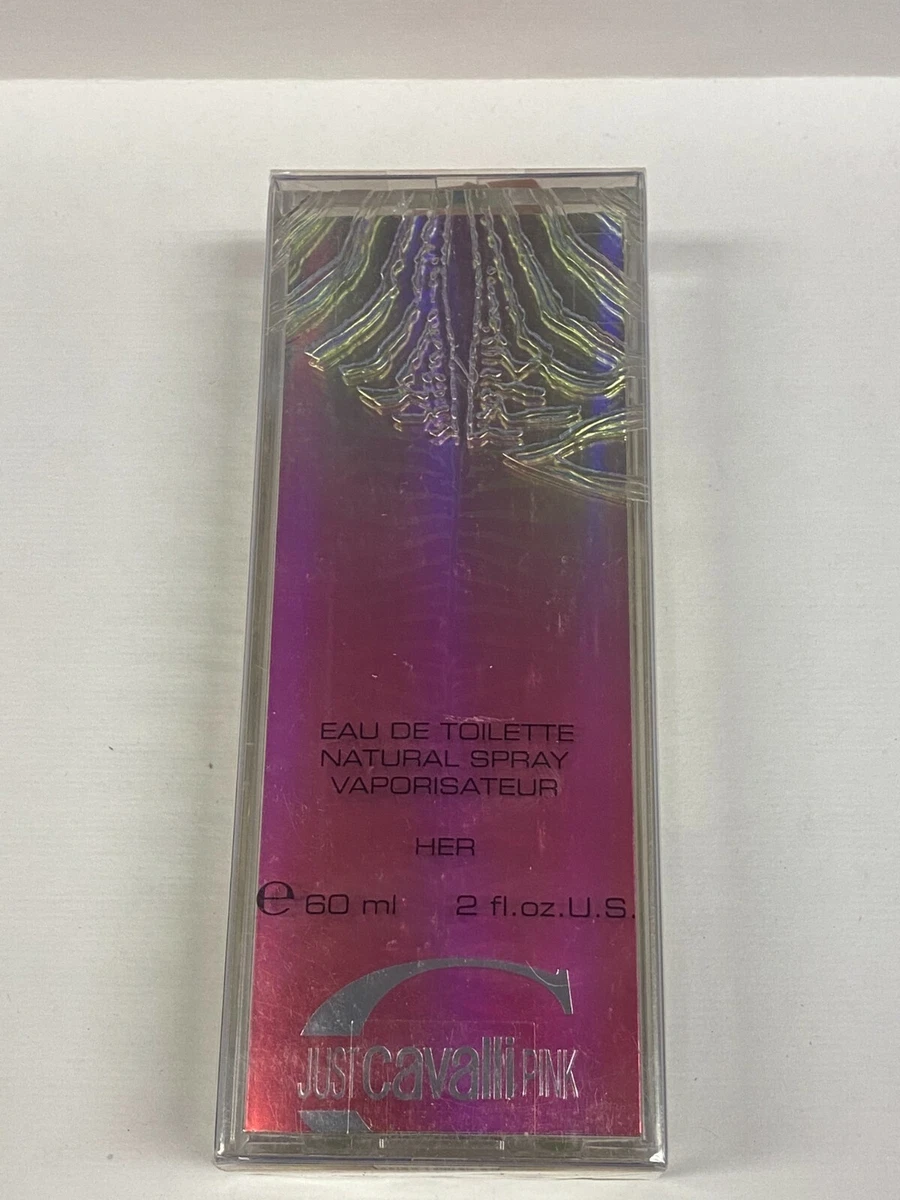 EAU DE TOILETTE
NATURAL SPRAY
VAPORISATEUR
HER
e 60 ml 2 fl.oz.U.S.
JUST cavalli PINK